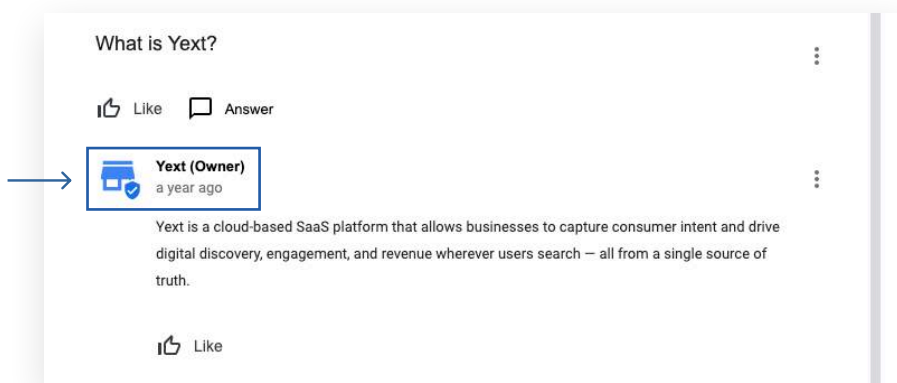 What is Yext?
Like Answer
Yext (Owner)
a year ago
Yext is a cloud-based SaaS platform that allows businesses to capture consumer intent and drive
digital discovery, engagement, and revenue wherever users search — all from a single source of
truth.
Like